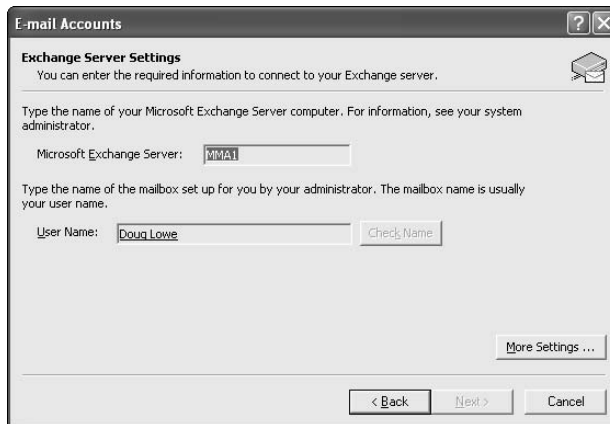 E-mail Accounts
Exchange Server Settings
You can enter the required information to connect to your Exchange server.
Type the name of your Microsoft Exchange Server computer. For information, see your system
administrator.
Microsoft Exchange Server: MMA1
Type the name of the mailbox set up for you by your administrator. The mailbox name is usually
your user name.
User Name: Doug Lowe Check Name
More Settings ...
< Back Next > Cancel